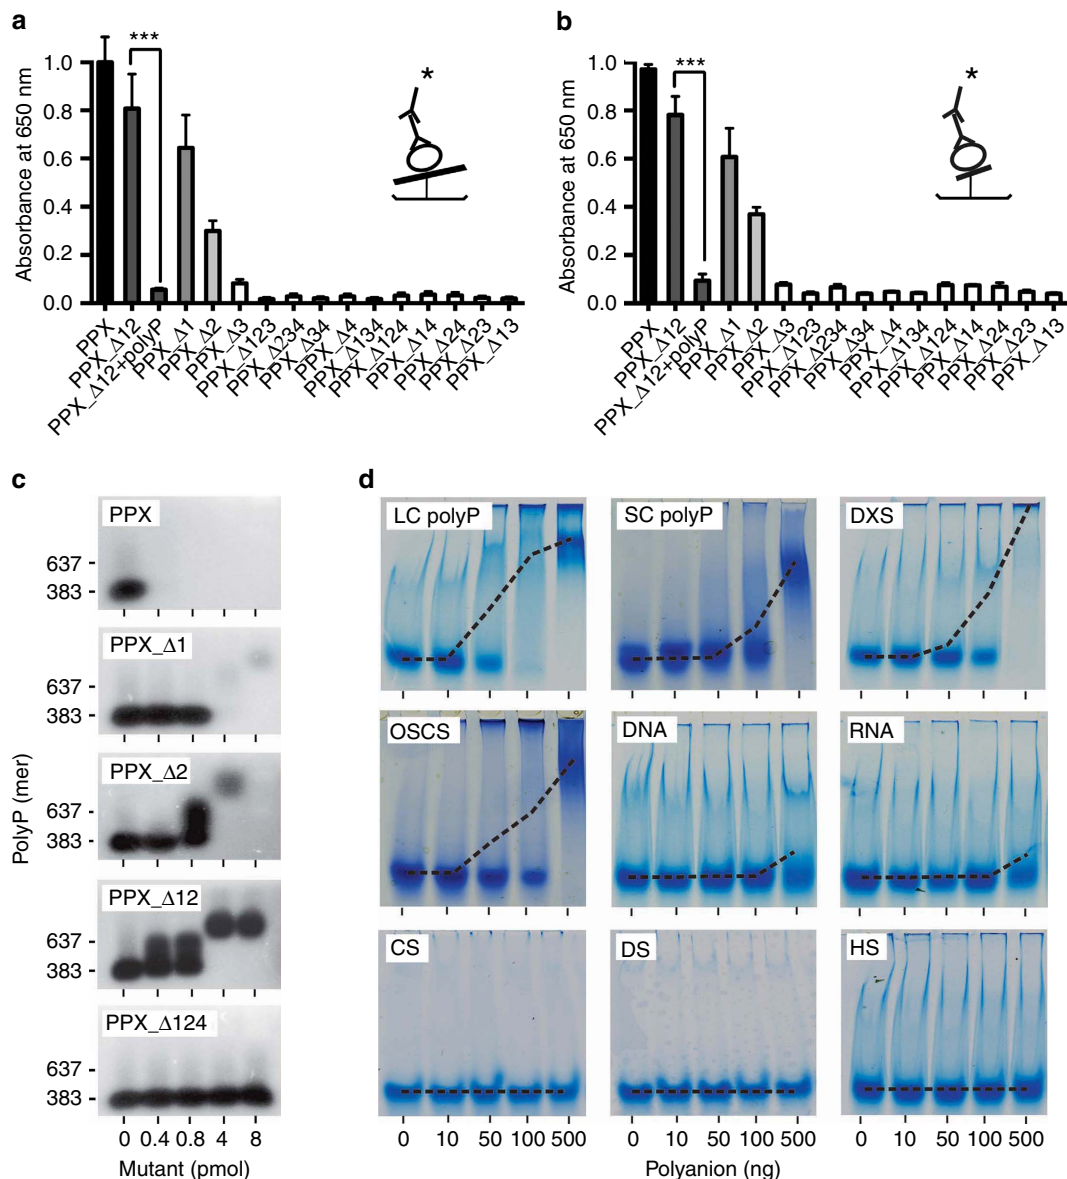 a
***
*
Absorbance at 650 nm
1.0
0.8
0.6
0.4
0.2
0.0
PPX
PPX_Δ12
PPX_Δ12+polyP
PPX_Δ1
PPX_Δ2
PPX_Δ3
PPX_Δ123
PPX_Δ234
PPX_Δ34
PPX_Δ4
PPX_Δ134
PPX_Δ124
PPX_Δ14
PPX_Δ24
PPX_Δ23
PPX_Δ13
b
***
*
Absorbance at 650 nm
1.0
0.8
0.6
0.4
0.2
0.0
PPX
PPX_Δ12
PPX_Δ12+polyP
PPX_Δ1
PPX_Δ2
PPX_Δ3
PPX_Δ123
PPX_Δ234
PPX_Δ34
PPX_Δ4
PPX_Δ134
PPX_Δ124
PPX_Δ14
PPX_Δ24
PPX_Δ23
PPX_Δ13
c
PolyP (mer)
PPX
637
383
PPX_Δ1
637
383
PPX_Δ2
637
383
PPX_Δ12
637
383
PPX_Δ124
637
383
0 0.4 0.8 4 8
Mutant (pmol)
d
LC polyP SC polyP DXS
OSCS DNA RNA
CS DS HS
0 10 50 100 500 0 10 50 100 500 0 10 50 100 500
Polyanion (ng)